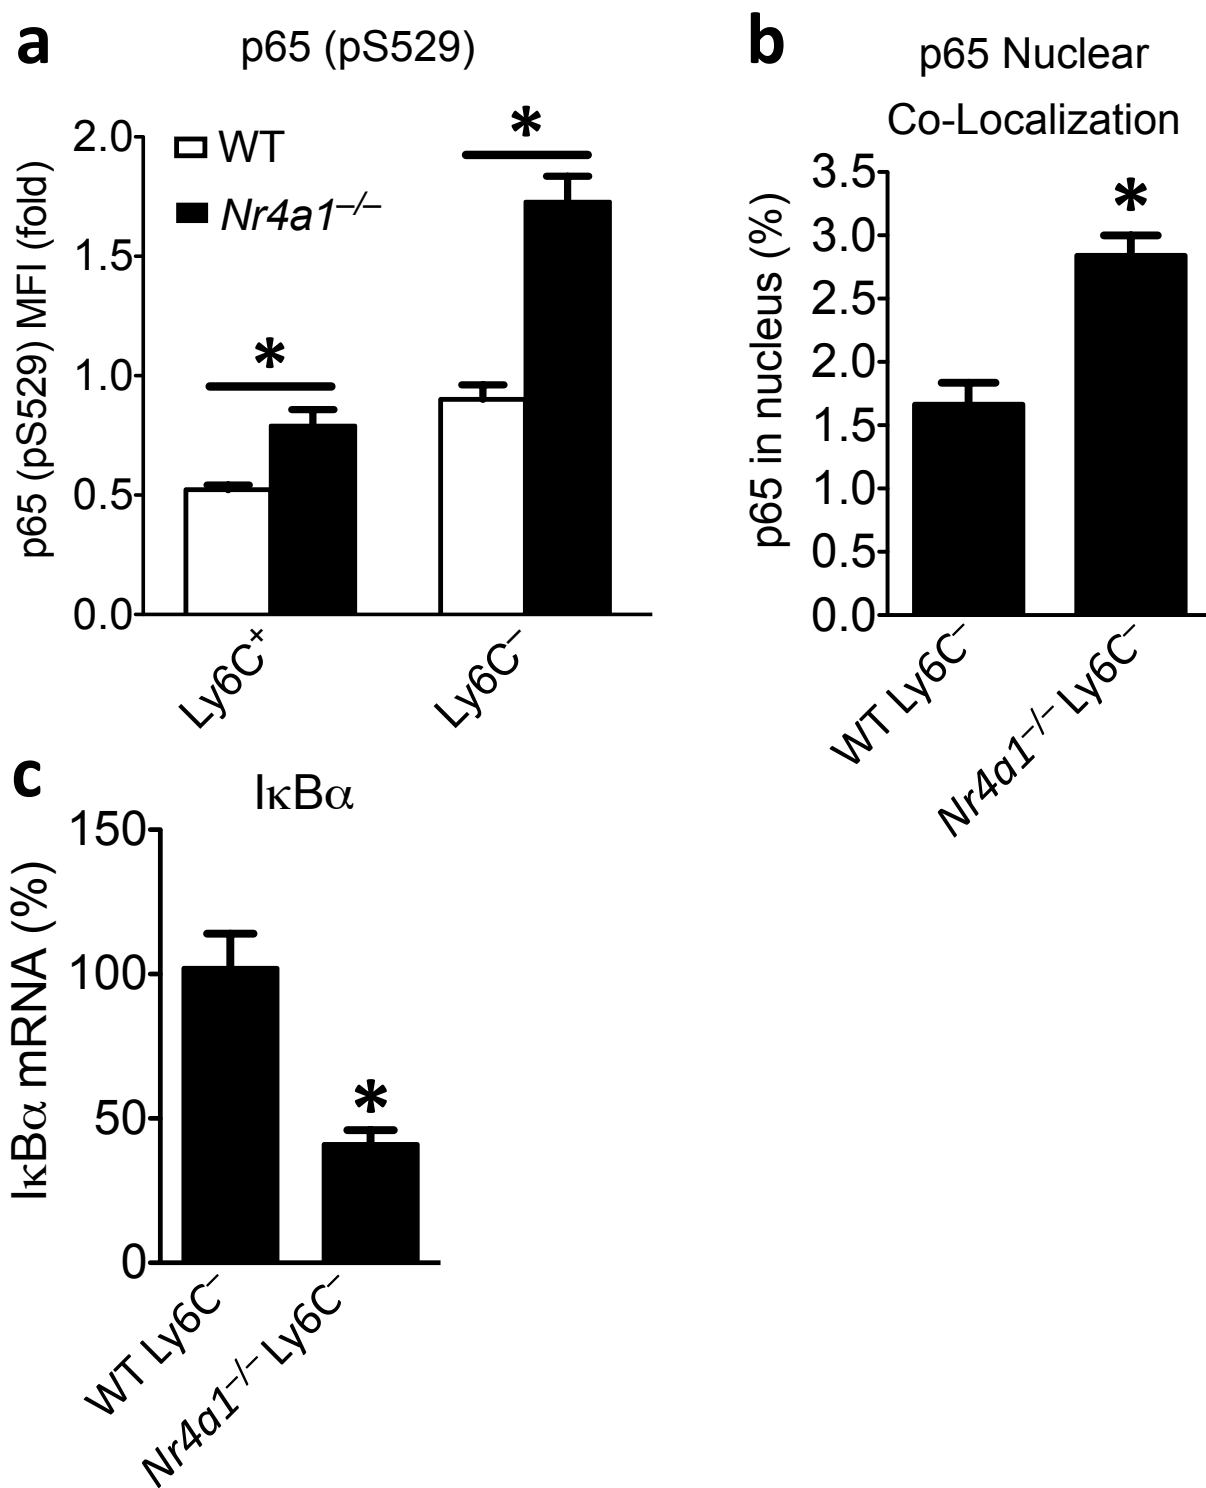 a
p65 (pS529)
p65 (pS529) MFI (fold)
2.0
1.5
1.0
0.5
0.0
WT
Nr4a1⁻/⁻
*
*
Ly6C⁺
Ly6C⁻
b
p65 Nuclear
Co-Localization
p65 in nucleus (%)
3.5
3.0
2.5
2.0
1.5
1.0
0.5
0.0
*
WT Ly6C⁻
Nr4a1⁻/⁻ Ly6C⁻
c
IκBα
IκBα mRNA (%)
150
100
50
0
*
WT Ly6C⁻
Nr4a1⁻/⁻ Ly6C⁻